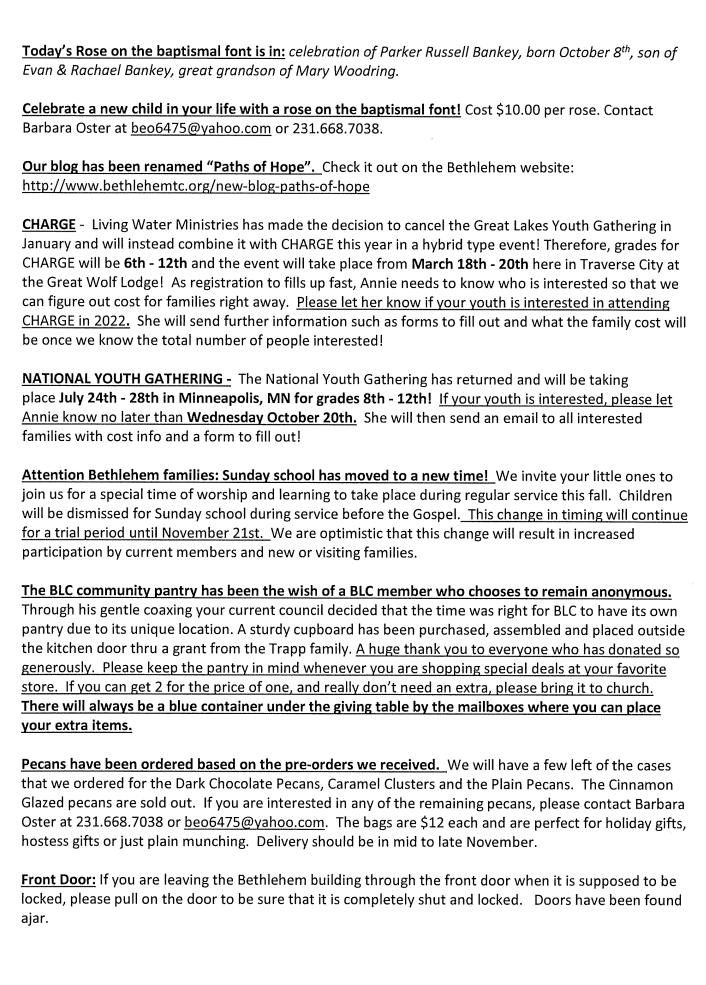 Today's Rose on the baptismal font is in: celebration of Parker Russell Bankey, born October 8th, son of
Evan & Rachael Bankey, great grandson of Mary Woodring.
Celebrate a new child in your life with a rose on the baptismal font! Cost $10.00 per rose. Contact
Barbara Oster at beo6475@yahoo.com or 231.668.7038.
Our blog has been renamed "Paths of Hope". Check it out on the Bethlehem website:
http://www.bethlehemtc.org/new-blog-paths-of-hope
CHARGE - Living Water Ministries has made the decision to cancel the Great Lakes Youth Gathering in
January and will instead combine it with CHARGE this year in a hybrid type event! Therefore, grades for
CHARGE will be 6th - 12th and the event will take place from March 18th - 20th here in Traverse City at
the Great Wolf Lodge! As registration to fills up fast, Annie needs to know who is interested so that we
can figure out cost for families right away. Please let her know if your youth is interested in attending
CHARGE in 2022. She will send further information such as forms to fill out and what the family cost will
be once we know the total number of people interested!
NATIONAL YOUTH GATHERING - The National Youth Gathering has returned and will be taking
place July 24th - 28th in Minneapolis, MN for grades 8th - 12th! If your youth is interested, please let
Annie know no later than Wednesday October 20th. She will then send an email to all interested
families with cost info and a form to fill out!
Attention Bethlehem families: Sunday school has moved to a new time! We invite your little ones to
join us for a special time of worship and learning to take place during regular service this fall. Children
will be dismissed for Sunday school during service before the Gospel. This change in timing will continue
for a trial period until November 21st. We are optimistic that this change will result in increased
participation by current members and new or visiting families.
The BLC community pantry has been the wish of a BLC member who chooses to remain anonymous.
Through his gentle coaxing your current council decided that the time was right for BLC to have its own
pantry due to its unique location. A sturdy cupboard has been purchased, assembled and placed outside
the kitchen door thru a grant from the Trapp family. A huge thank you to everyone who has donated so
generously. Please keep the pantry in mind whenever you are shopping special deals at your favorite
store. If you can get 2 for the price of one, and really don't need an extra, please bring it to church.
There will always be a blue container under the giving table by the mailboxes where you can place
your extra items.
Pecans have been ordered based on the pre-orders we received. We will have a few left of the cases
that we ordered for the Dark Chocolate Pecans, Caramel Clusters and the Plain Pecans. The Cinnamon
Glazed pecans are sold out. If you are interested in any of the remaining pecans, please contact Barbara
Oster at 231.668.7038 or beo6475@yahoo.com. The bags are $12 each and are perfect for holiday gifts,
hostess gifts or just plain munching. Delivery should be in mid to late November.
Front Door: If you are leaving the Bethlehem building through the front door when it is supposed to be
locked, please pull on the door to be sure that it is completely shut and locked. Doors have been found
ajar.